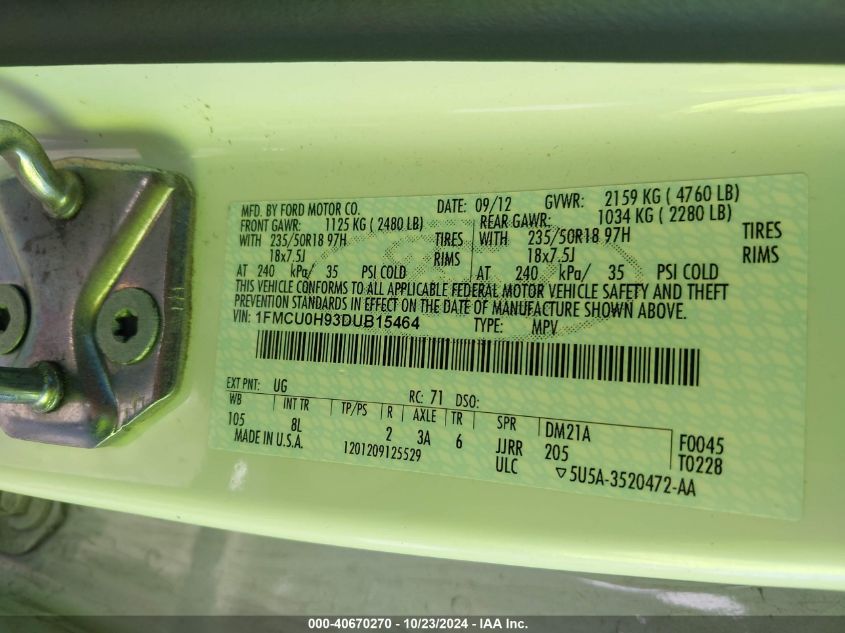 MFD. BY FORD MOTOR CO. DATE: 09/12 GVWR: 2159 KG ( 4760 LB)
FRONT GAWR: 1125 KG ( 2480 LB) REAR GAWR: 1034 KG ( 2280 LB)
WITH 235/50R18 97H TIRES WITH 235/50R18 97H TIRES
18x7.5J RIMS 18x7.5J RIMS
AT 240 kPa/ 35 PSI COLD AT 240 kPa/ 35 PSI COLD
THIS VEHICLE CONFORMS TO ALL APPLICABLE FEDERAL MOTOR VEHICLE SAFETY AND THEFT
PREVENTION STANDARDS IN EFFECT ON THE DATE OF MANUFACTURE SHOWN ABOVE.
VIN: 1FMCU0H93DUB15464 TYPE: MPV
EXT PNT: UG RC: 71 DSO:
WB INT TR TP/PS R AXLE TR SPR DM21A F0045
105 8L 2 3A 6 JJRR 205 T0228
MADE IN U.S.A. 1201209125529 ULC ▽5U5A-3520472-AA
000-40670270 - 10/23/2024 - IAA Inc.